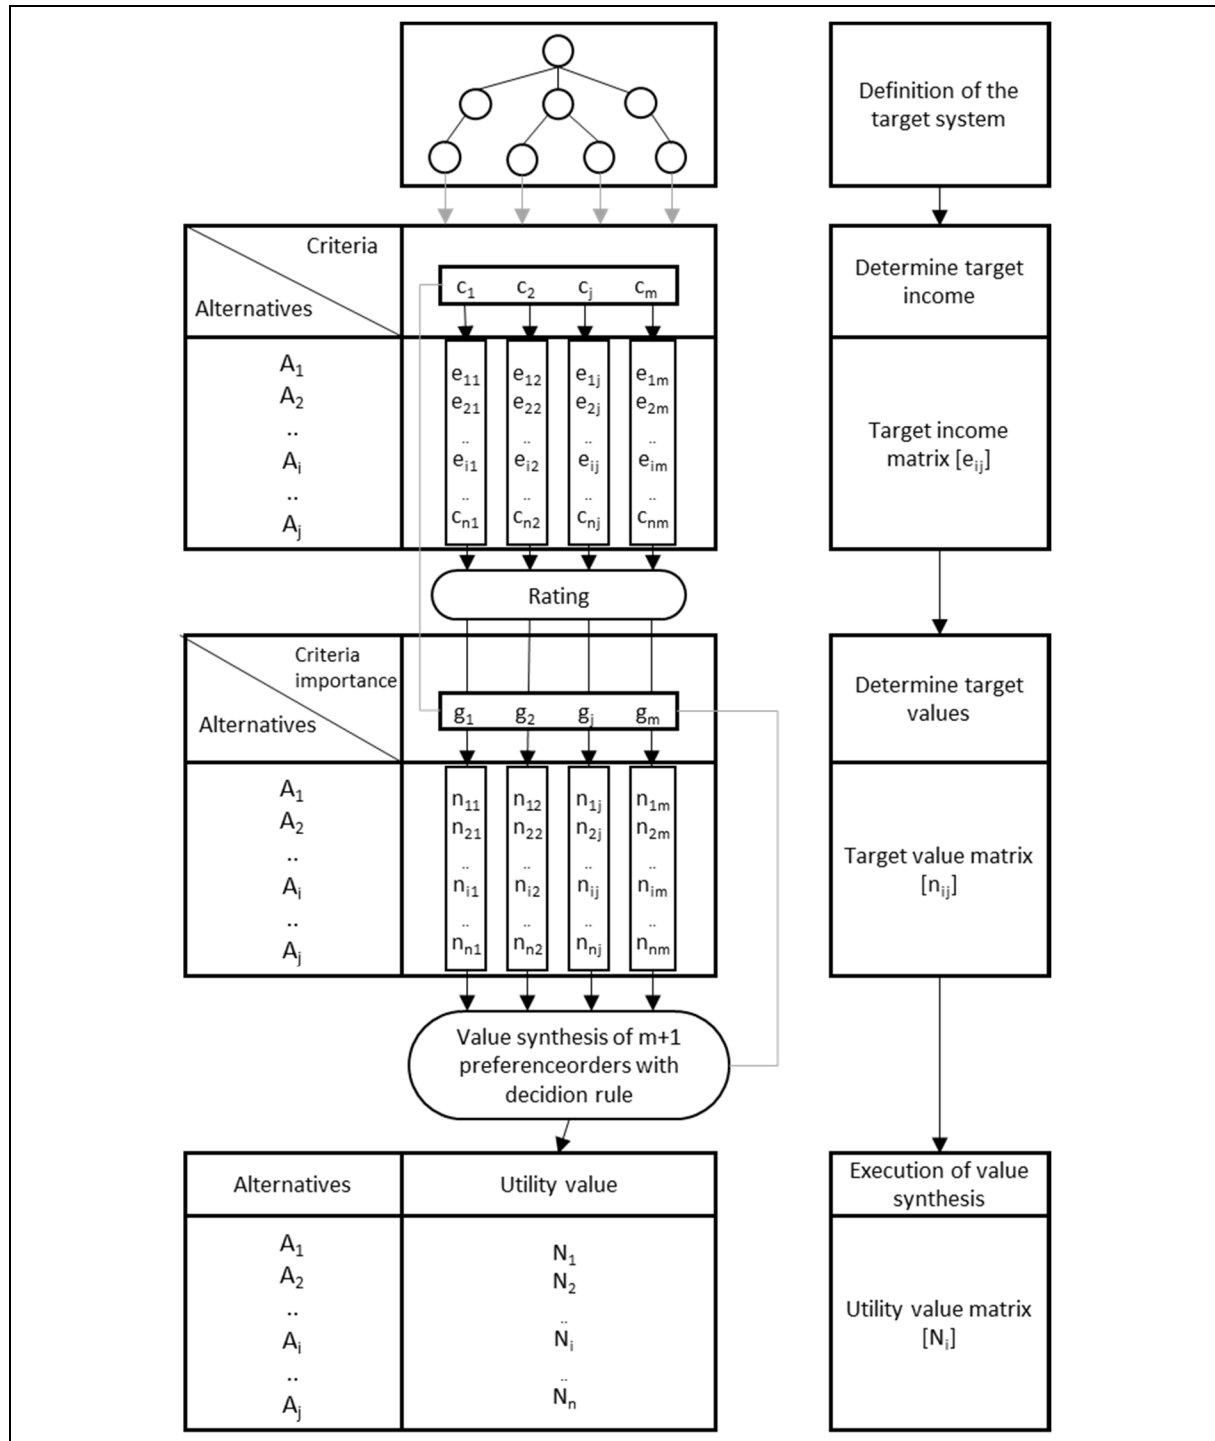 Definition of the
target system
Criteria
Alternatives
c1 c2 cj cm
Determine target
income
A1
A2
..
Ai
..
Aj
e11 e12 e1j e1m
e21 e22 e2j e2m
.. .. .. ..
ei1 ei2 eij eim
.. .. .. ..
cn1 cn2 cnj cnm
Target income
matrix [eij]
Rating
Criteria
importance
Alternatives
g1 g2 gj gm
Determine target
values
A1
A2
..
Ai
..
Aj
n11 n12 n1j n1m
n21 n22 n2j n2m
.. .. .. ..
ni1 ni2 nij nim
.. .. .. ..
nn1 nn2 nnj nnm
Target value matrix
[nij]
Value synthesis of m+1
preferenceorders with
decidion rule
Alternatives
Utility value
Execution of value
synthesis
A1
A2
..
Ai
..
Aj
N1
N2
..
Ni
..
Nn
Utility value matrix
[Ni]